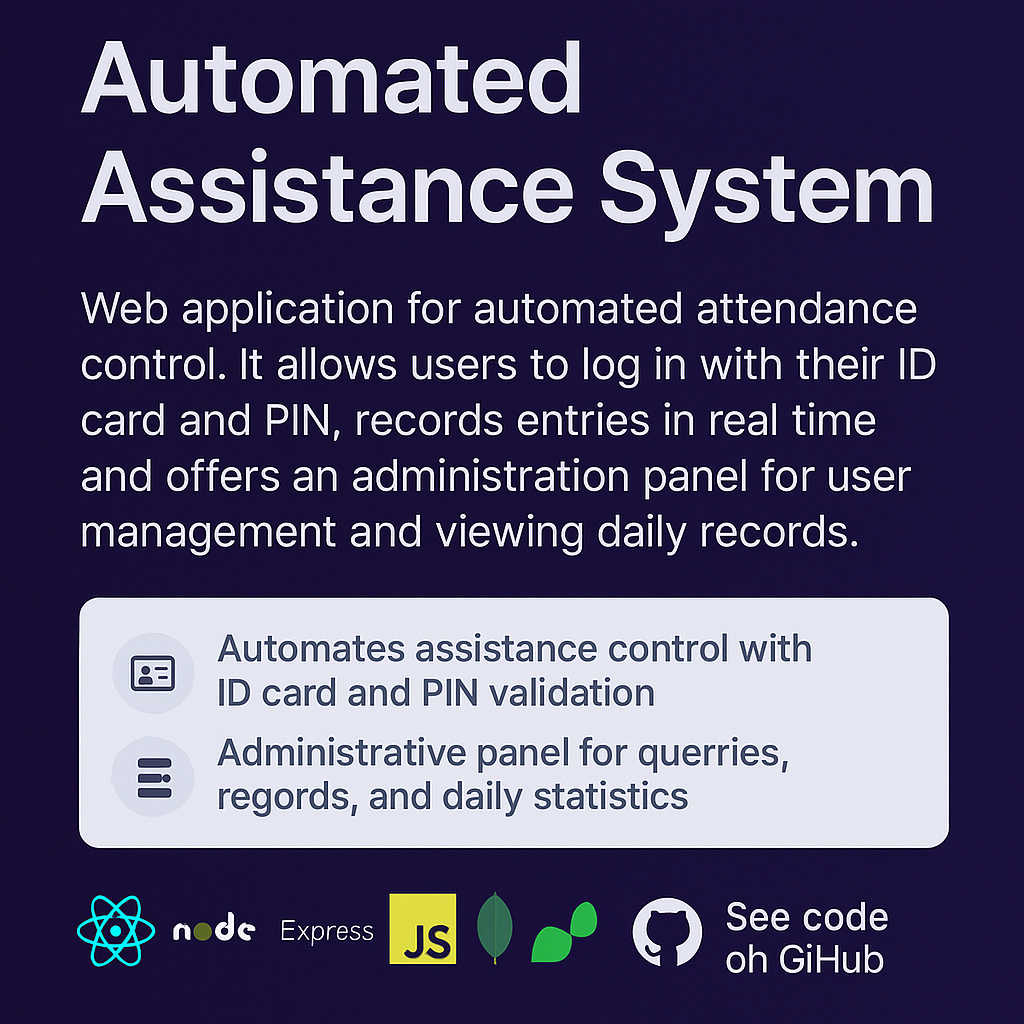 Automated
Assistance System
Web application for automated attendance
control. It allows users to log in with their ID
card and PIN, records entries in real time
and offers an administration panel for user
management and viewing daily records.
Automates assistance control with
ID card and PIN validation
Administrative panel for querries,
regords, and daily statistics
node Express JS
See code
oh GiHub